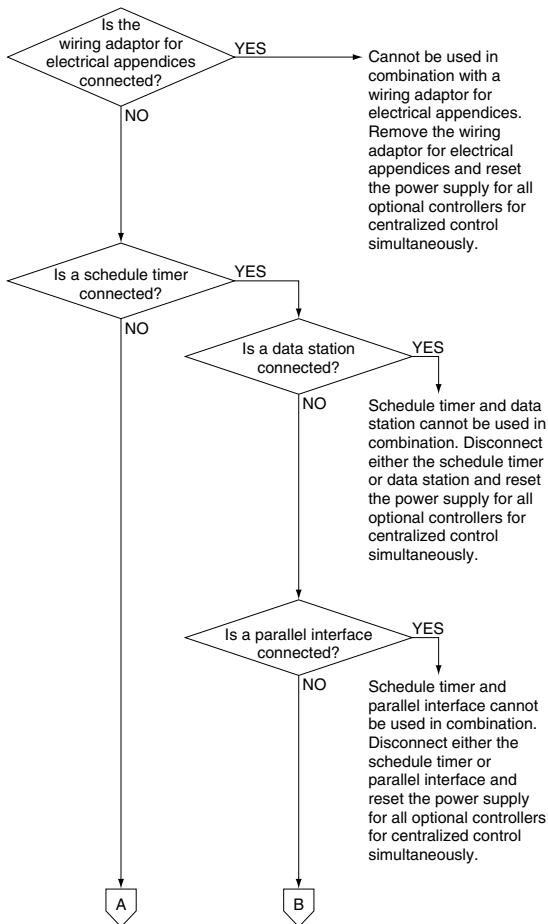 Is the
wiring adaptor for
electrical appendices
connected?
YES
Cannot be used in
combination with a
wiring adaptor for
electrical appendices.
Remove the wiring
adaptor for electrical
appendices and reset
the power supply for all
optional controllers for
centralized control
simultaneously.
NO
Is a schedule timer
connected?
YES
NO
Is a data station
connected?
YES
NO
Schedule timer and data
station cannot be used in
combination. Disconnect
either the schedule timer
or data station and reset
the power supply for all
optional controllers for
centralized control
simultaneously.
Is a parallel interface
connected?
YES
NO
Schedule timer and
parallel interface cannot
be used in combination.
Disconnect either the
schedule timer or
parallel interface and
reset the power supply
for all optional controllers
for centralized control
simultaneously.
A
B